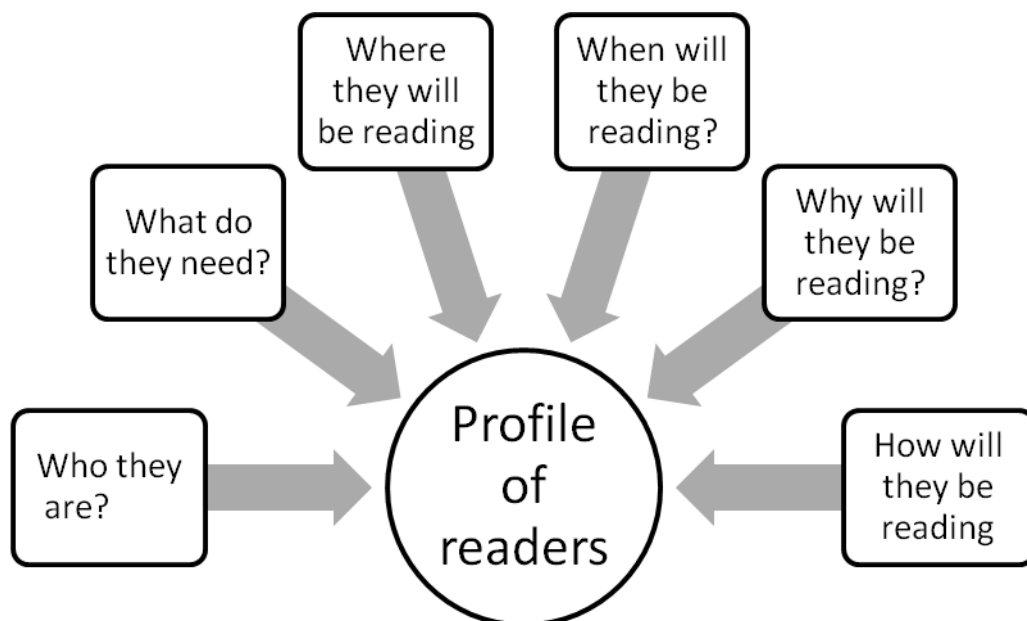 Where
they will
be reading
When will
they be
reading?
What do
they need?
Why will
they be
reading?
Who they
are?
Profile
of
readers
How will
they be
reading